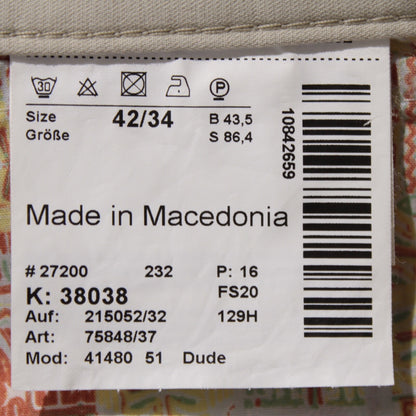 30 P
Size 42/34 B 43,5
Größe S 86,4
10842659
Made in Macedonia
# 27200 232 P: 16
K: 38038 FS20
Auf: 215052/32 129H
Art: 75848/37
Mod: 41480 51 Dude